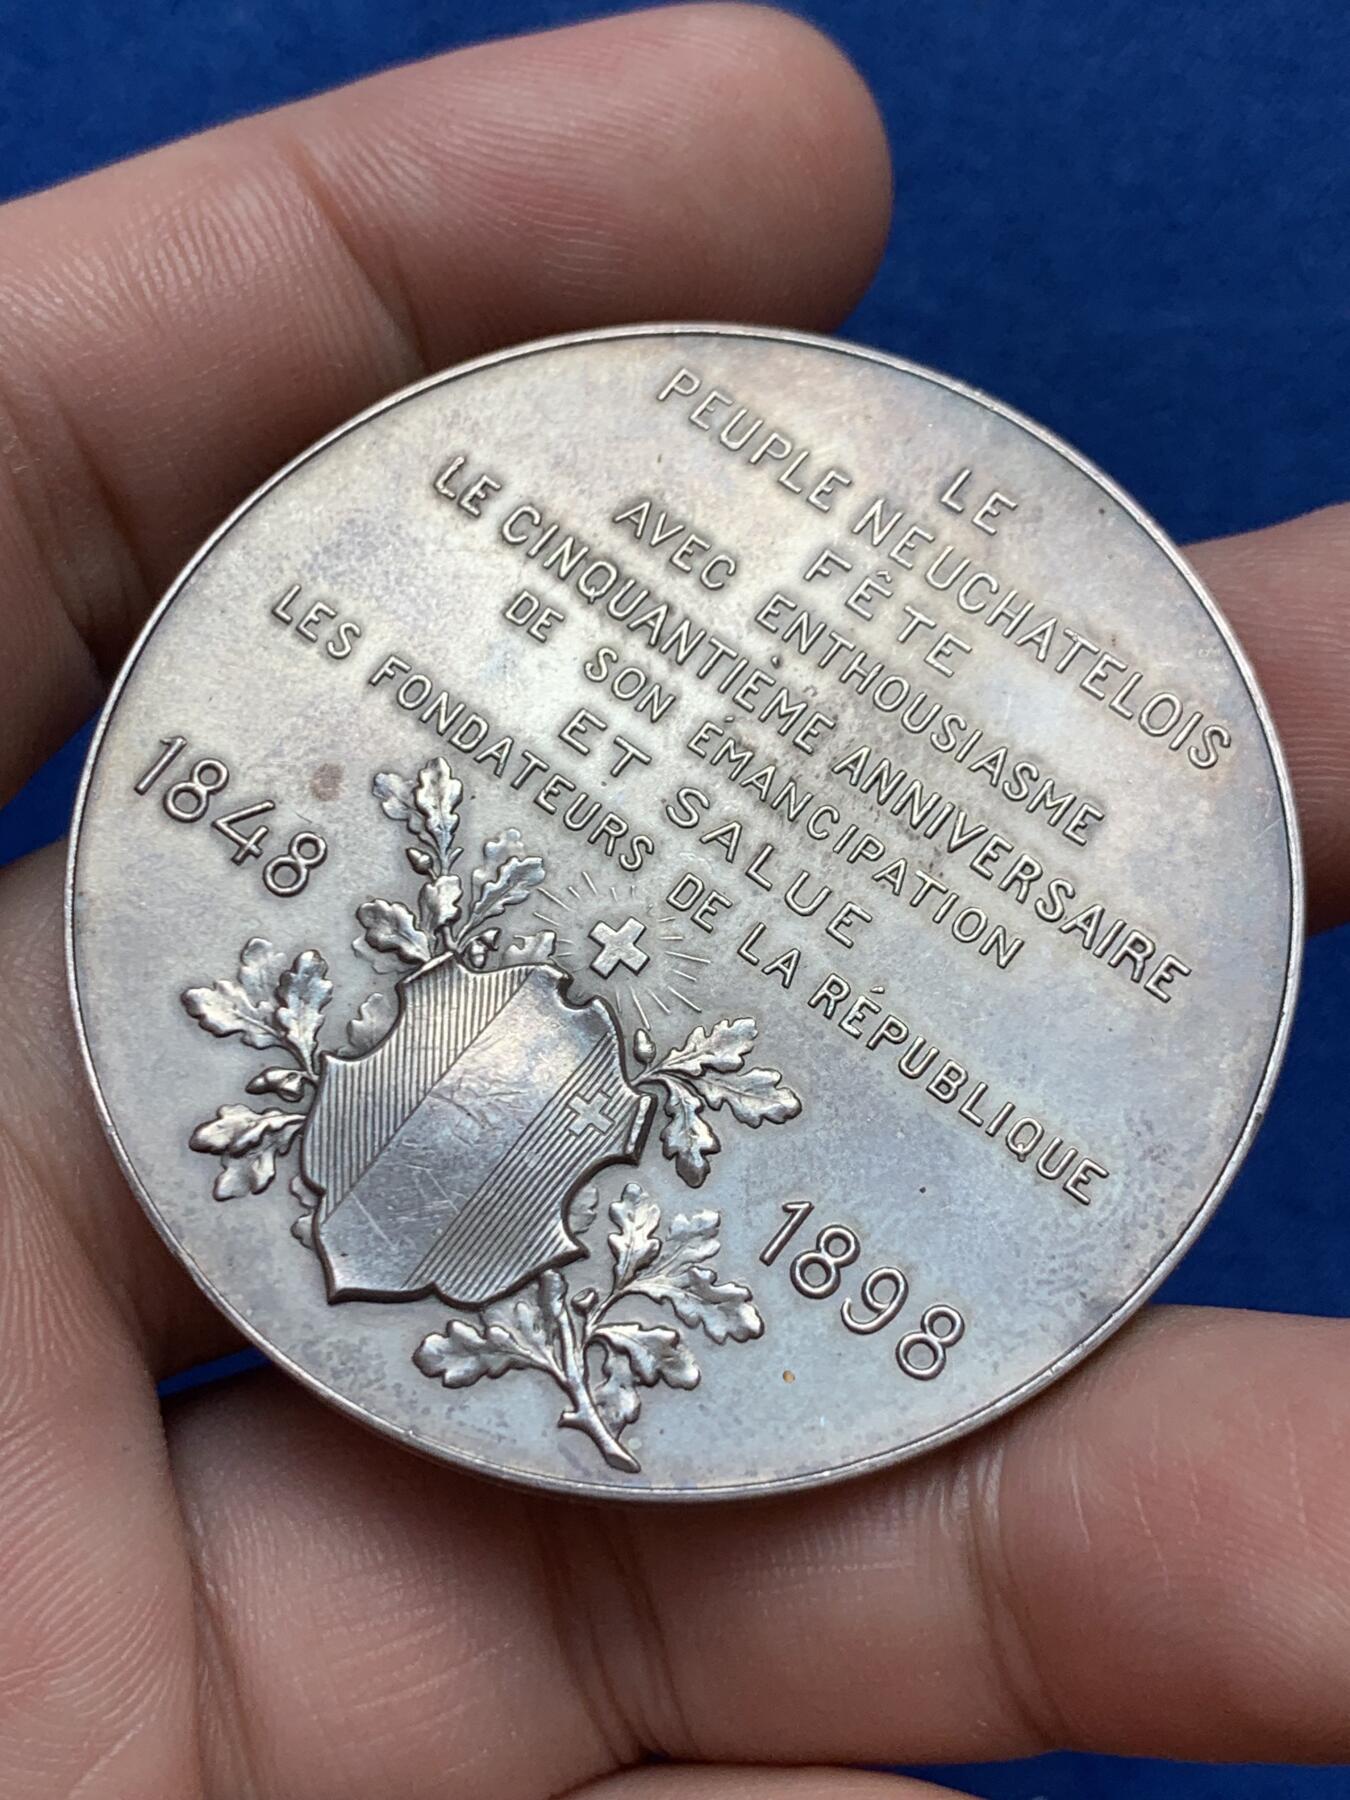 LE
PEUPLE NEUCHATELOIS
FÊTE
AVEC ENTHOUSIASME
LE CINQUANTIÈME ANNIVERSAIRE
DE SON ÉMANCIPATION
ET SALUE
LES FONDATEURS DE LA RÉPUBLIQUE
1848 1898